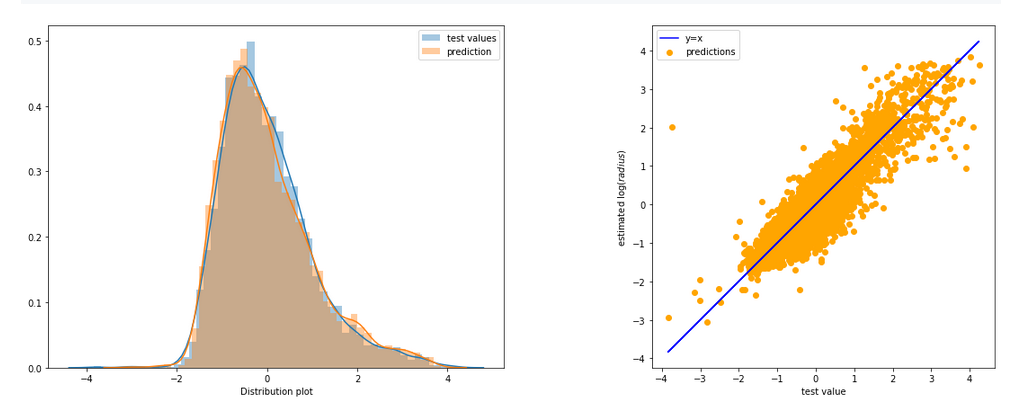 test values
prediction
0.5
0.4
0.3
0.2
0.1
0.0
−4 −2 0 2 4
Distribution plot
y=x
predictions
4
3
2
1
0
−1
−2
−3
−4
estimated log(radius)
−4 −3 −2 −1 0 1 2 3 4
test value